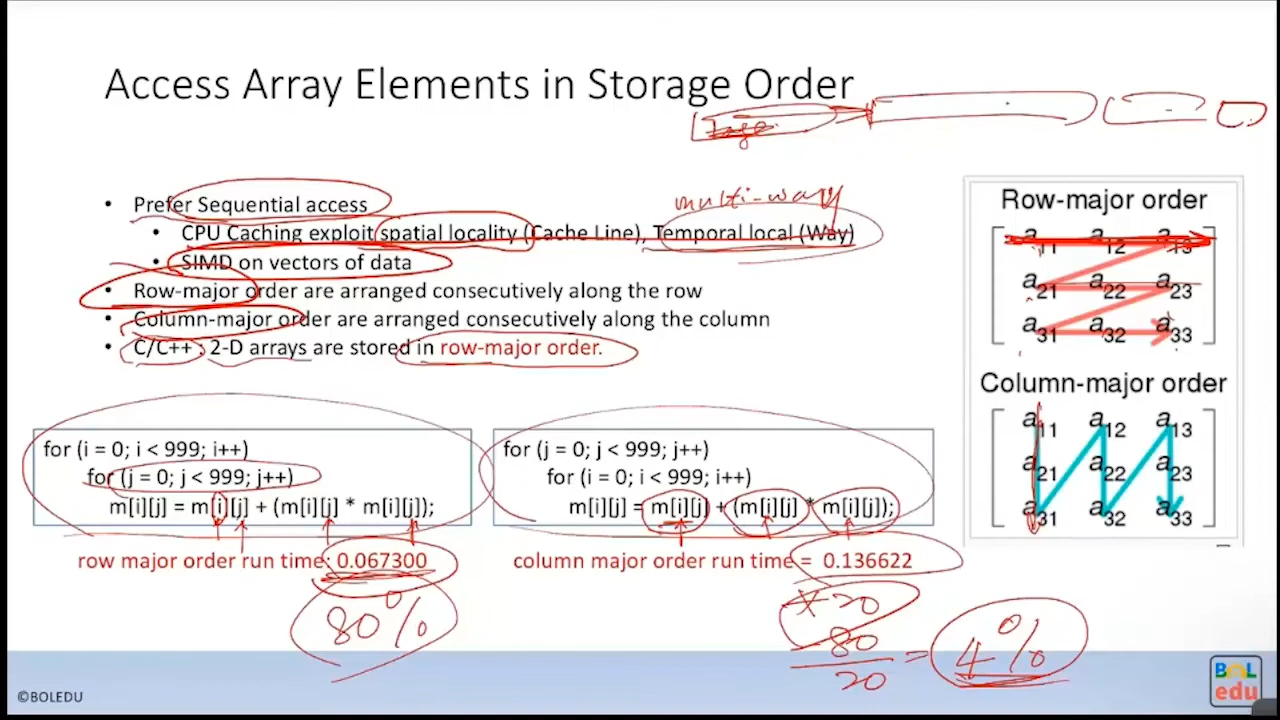 Access Array Elements in Storage Order
Page
multi-way
• Prefer Sequential access
• CPU Caching exploit spatial locality (Cache Line), Temporal local (Way)
• SIMD on vectors of data
• Row-major order are arranged consecutively along the row
• Column-major order are arranged consecutively along the column
• C/C++ : 2-D arrays are stored in row-major order.
Row-major order
a11 a12 a13
a21 a22 a23
a31 a32 a33
Column-major order
a11 a12 a13
a21 a22 a23
a31 a32 a33
for (i = 0; i < 999; i++)
for (j = 0; j < 999; j++)
m[i][j] = m[i][j] + (m[i][j] * m[i][j]);
row major order run time: 0.067300
80%
for (j = 0; j < 999; j++)
for (i = 0; i < 999; i++)
m[i][j] = m[i][j] + (m[i][j] * m[i][j]);
column major order run time = 0.136622
* 20
80
20
= 4%
©BOLEDU
BOL
edu